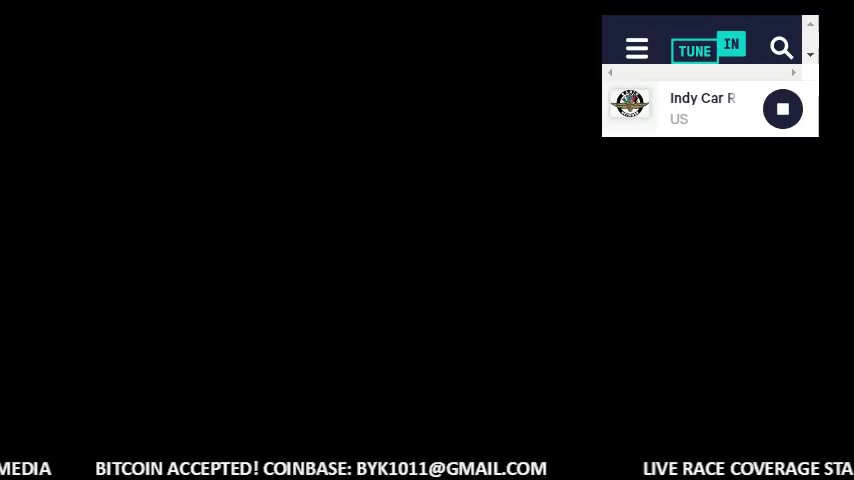 TUNE IN
Indy Car R
US
MEDIA BITCOIN ACCEPTED! COINBASE: BYK1011@GMAIL.COM LIVE RACE COVERAGE STA